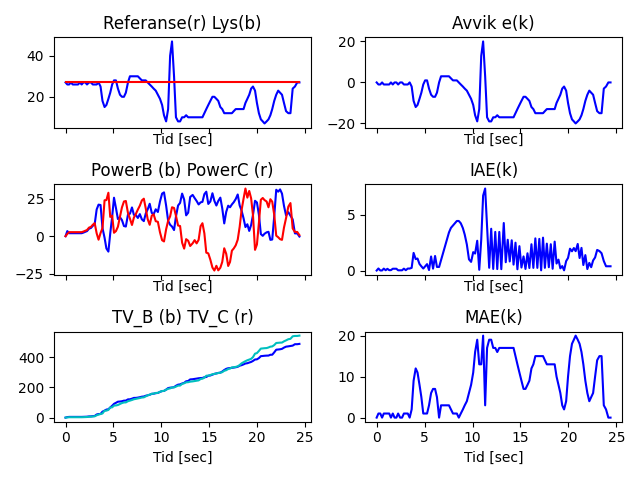 Referanse(r) Lys(b)
40
20
Tid [sec]
Avvik e(k)
20
0
−20
Tid [sec]
PowerB (b) PowerC (r)
25
0
−25
Tid [sec]
IAE(k)
5
0
Tid [sec]
TV_B (b) TV_C (r)
400
200
0
0 5 10 15 20 25
Tid [sec]
MAE(k)
20
10
0
0 5 10 15 20 25
Tid [sec]